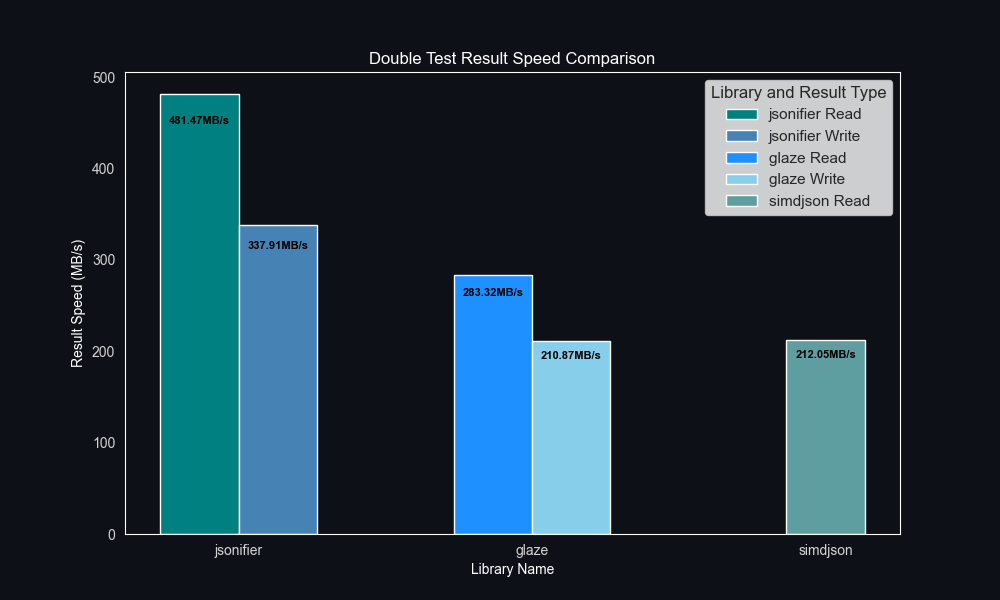 Double Test Result Speed Comparison
Library and Result Type
jsonifier Read
jsonifier Write
glaze Read
glaze Write
simdjson Read
Result Speed (MB/s)
500
400
300
200
100
0
481.47MB/s
337.91MB/s
283.32MB/s
210.87MB/s
212.05MB/s
jsonifier
glaze
simdjson
Library Name